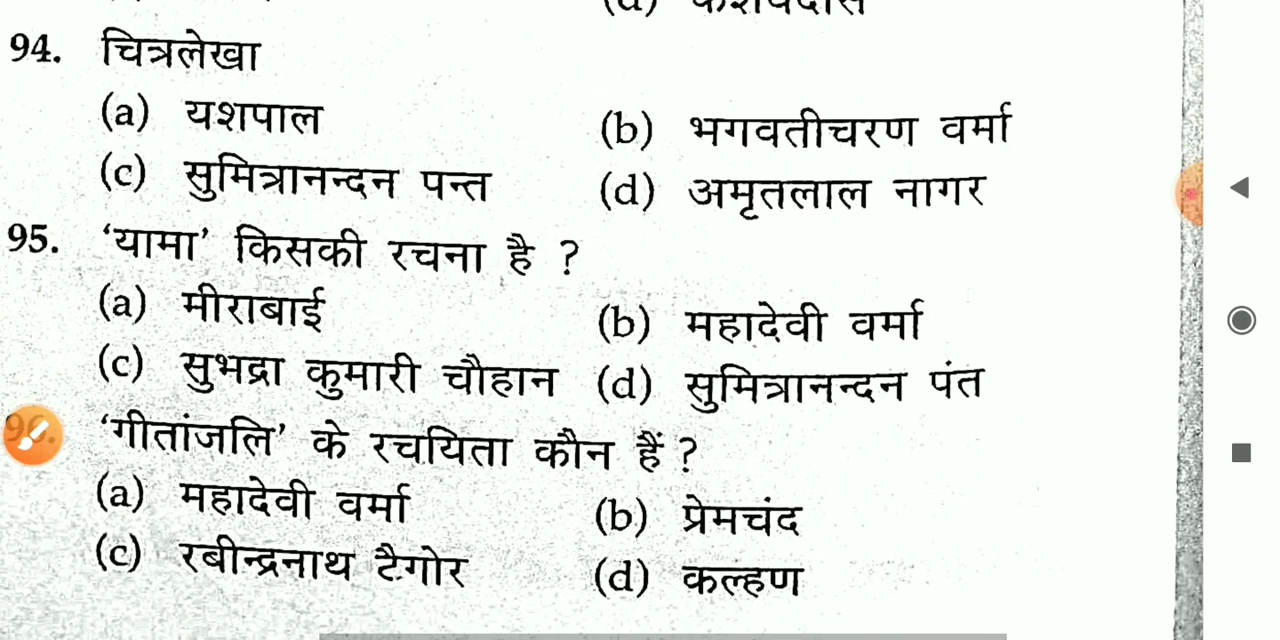 94. चित्रलेखा
(a) यशपाल (b) भगवतीचरण वर्मा
(c) सुमित्रानन्दन पन्त (d) अमृतलाल नागर
95. ‘यामा’ किसकी रचना है ?
(a) मीराबाई (b) महादेवी वर्मा
(c) सुभद्रा कुमारी चौहान (d) सुमित्रानन्दन पंत
‘गीतांजलि’ के रचयिता कौन हैं ?
(a) महादेवी वर्मा (b) प्रेमचंद
(c) रबीन्द्रनाथ टैगोर (d) कल्हण